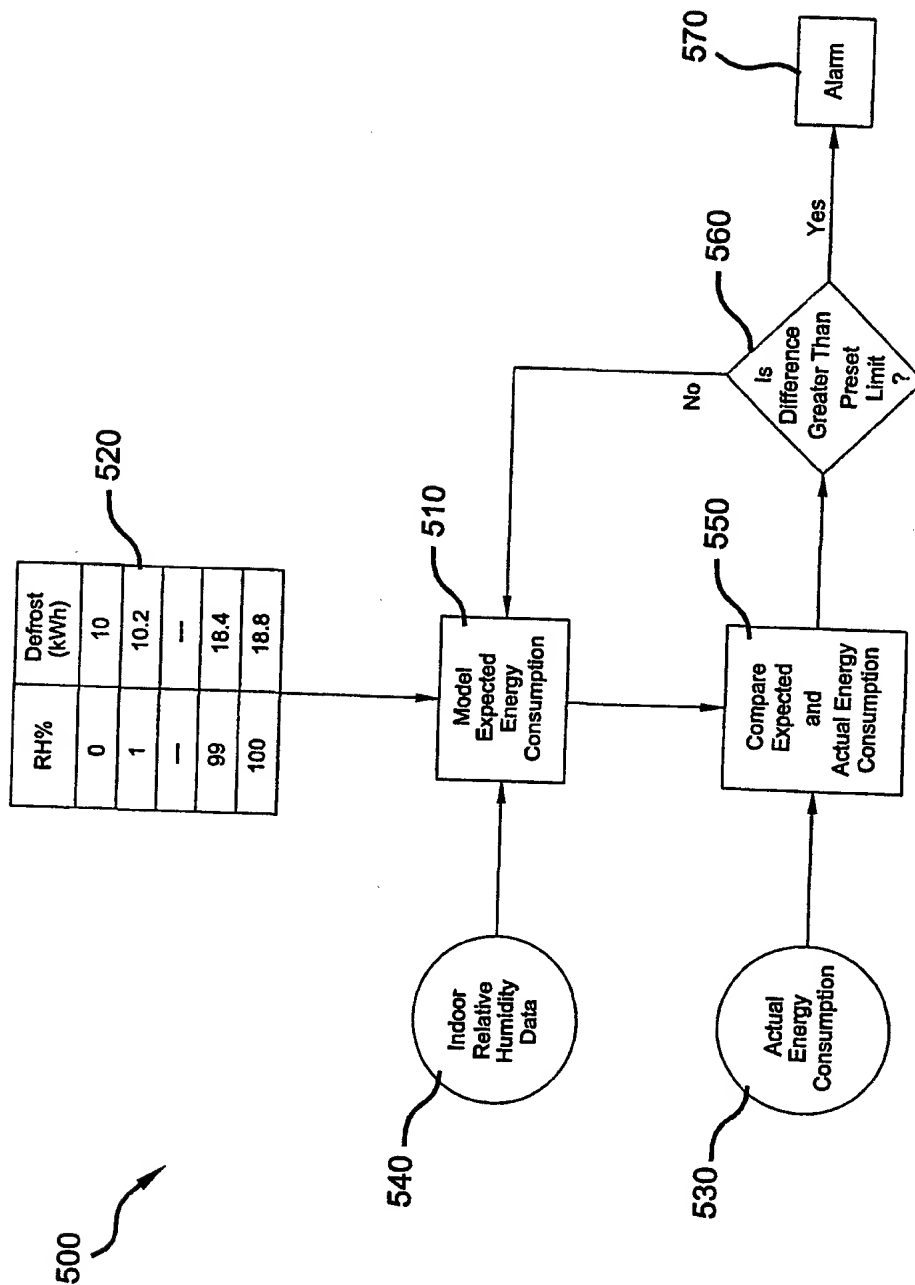 500
520
RH%
Defrost
(kWh)
0
10
1
10.2
—
—
99
18.4
100
18.8
540
Indoor
Relative
Humidity
Data
510
Model
Expected
Energy
Consumption
530
Actual
Energy
Consumption
550
Compare
Expected
and
Actual Energy
Consumption
560
Is
Difference
Greater Than
Preset
Limit
?
No
Yes
570
Alarm